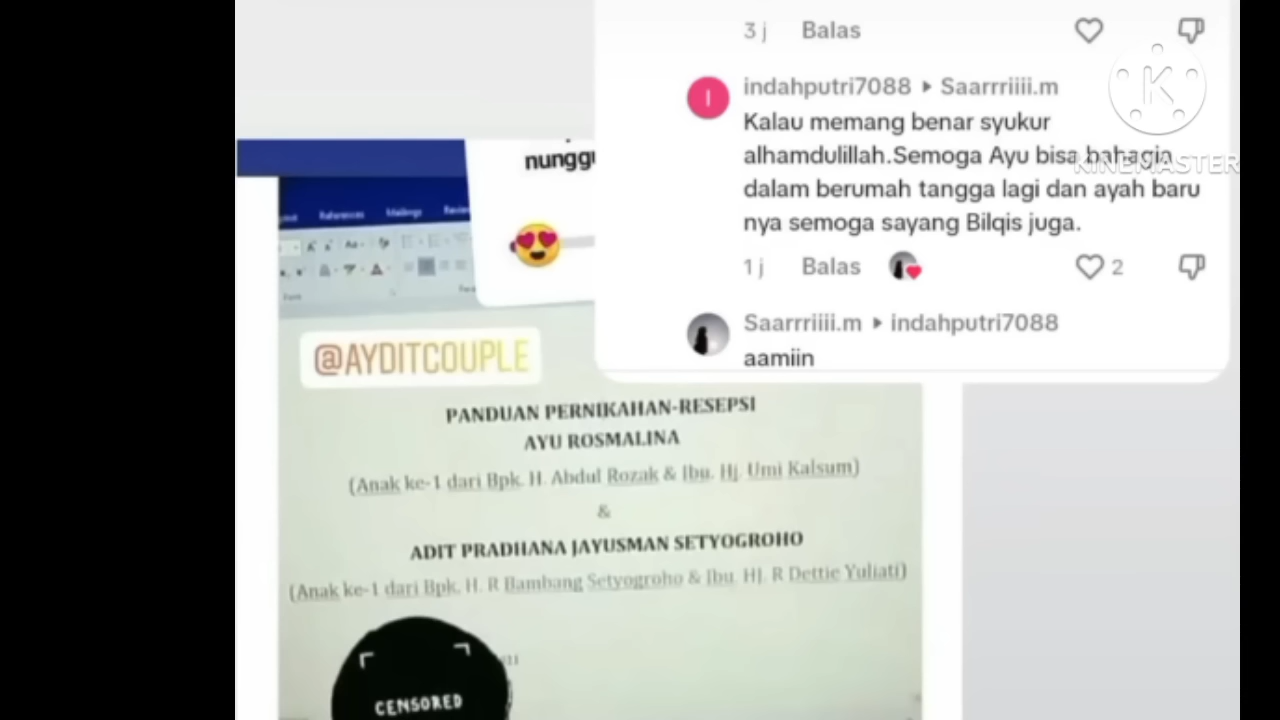 3 j Balas
indahputri7088 ▸ Saarrriiii.m
Kalau memang benar syukur
alhamdulillah.Semoga Ayu bisa bahagia
dalam berumah tangga lagi dan ayah baru
nya semoga sayang Bilqis juga.
1 j Balas 2
Saarrriiii.m ▸ indahputri7088
aamiin
KINEMASTER
nunggu
References Mailings
@AYDITCOUPLE
PANDUAN PERNIKAHAN-RESEPSI
AYU ROSMALINA
(Anak ke-1 dari Bpk. H. Abdul Rozak & Ibu. Hj. Umi Kalsum)
&
ADIT PRADHANA JAYUSMAN SETYOGROHO
(Anak ke-1 dari Bpk. H. R Bambang Setyogroho & Ibu. HJ. R Dettie Yuliati)
CENSORED